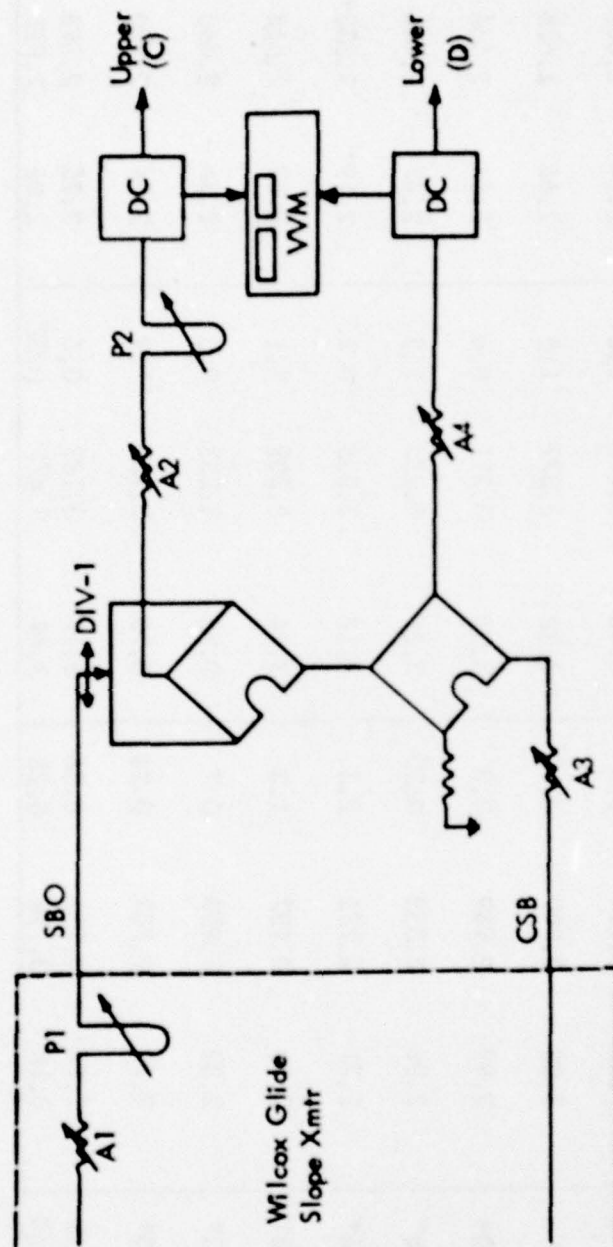 Upper
(C)
Lower
(D)
DC
VVM
DC
P2
A2
A4
DIV-1
A3
SBO
CSB
P1
A1
Wilcox Glide
Slope Xmtr